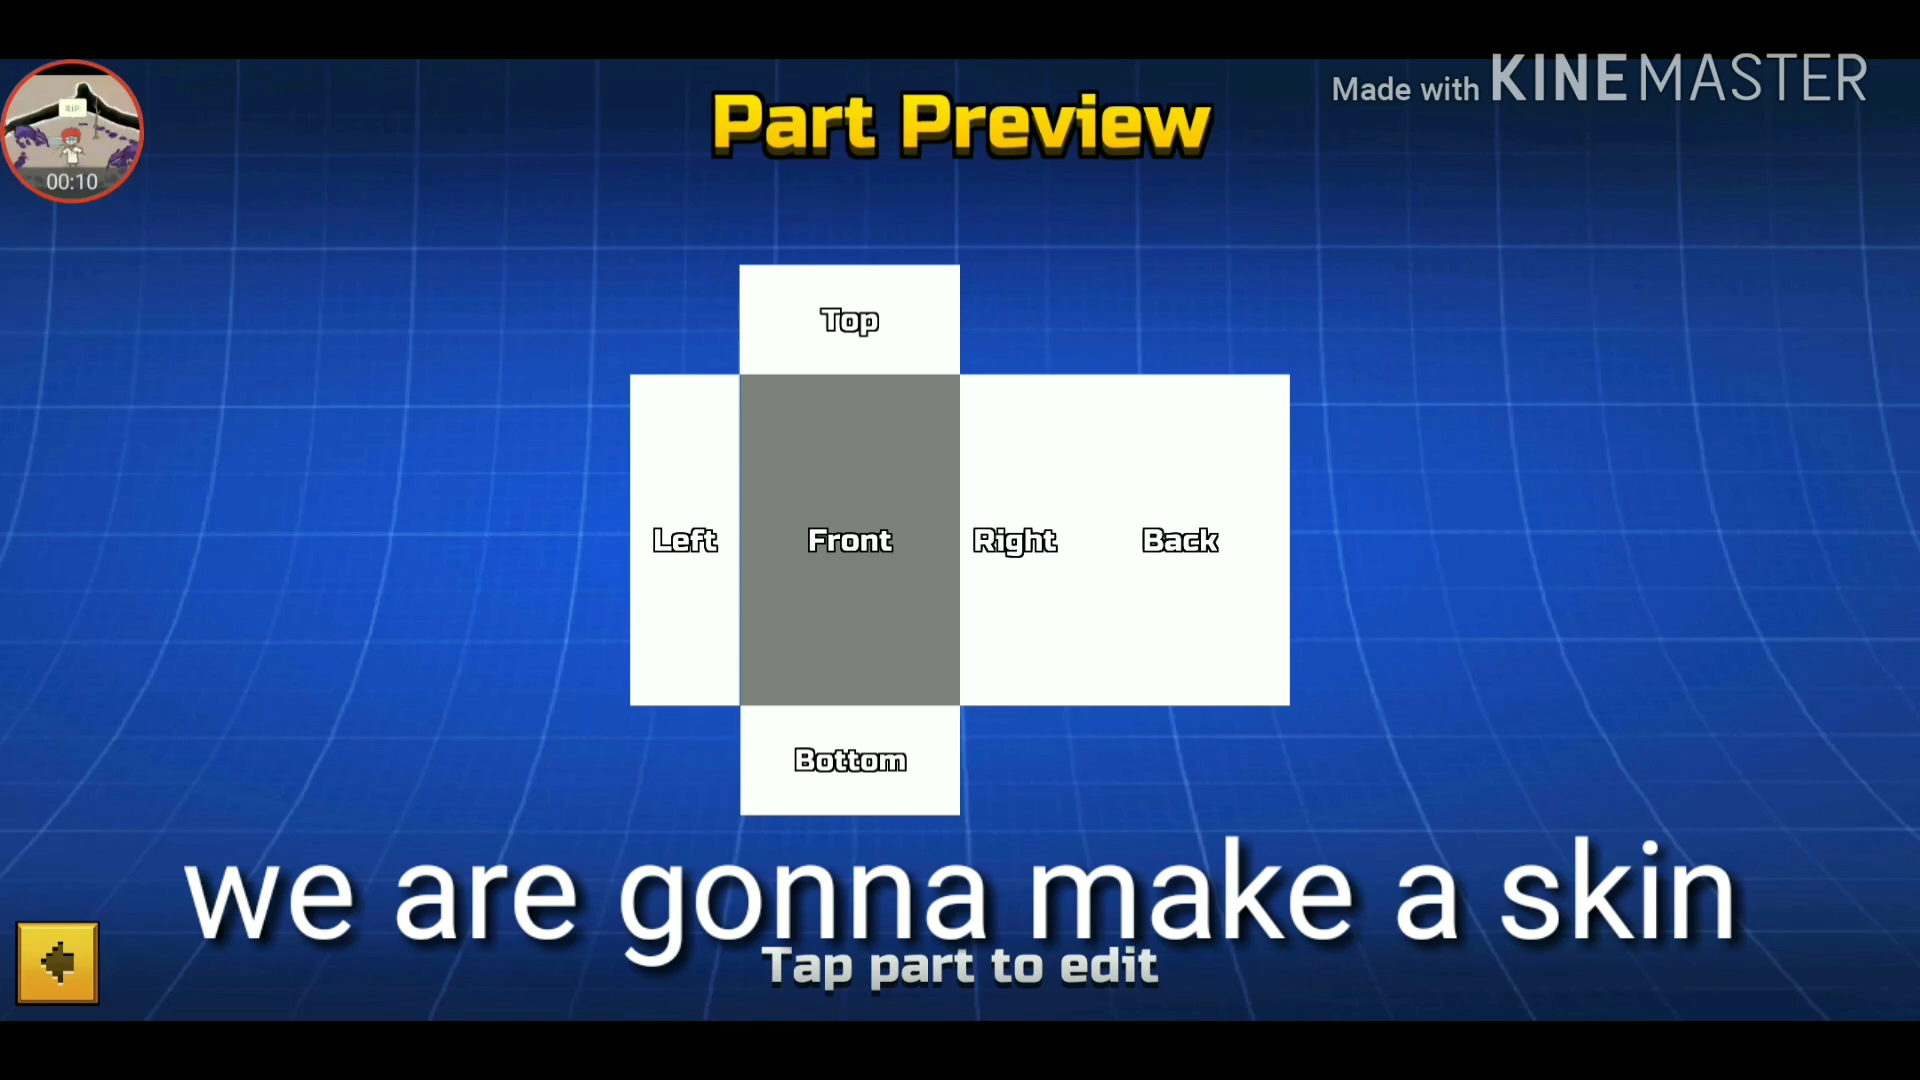 Made with KINEMASTER
Part Preview
RIP
00:10
Top
Left Front Right Back
Bottom
we are gonna make a skin
Tap part to edit